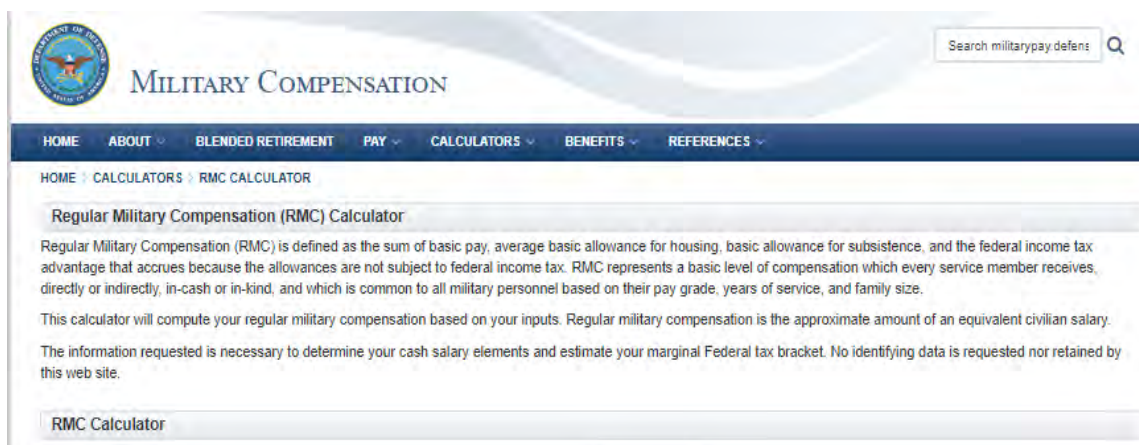 Search militarypay.defens
MILITARY COMPENSATION
HOME ABOUT BLENDED RETIREMENT PAY CALCULATORS BENEFITS REFERENCES
HOME CALCULATORS RMC CALCULATOR
Regular Military Compensation (RMC) Calculator
Regular Military Compensation (RMC) is defined as the sum of basic pay, average basic allowance for housing, basic allowance for subsistence, and the federal income tax
advantage that accrues because the allowances are not subject to federal income tax. RMC represents a basic level of compensation which every service member receives,
directly or indirectly, in-cash or in-kind, and which is common to all military personnel based on their pay grade, years of service, and family size.
This calculator will compute your regular military compensation based on your inputs. Regular military compensation is the approximate amount of an equivalent civilian salary.
The information requested is necessary to determine your cash salary elements and estimate your marginal Federal tax bracket. No identifying data is requested nor retained by
this web site.
RMC Calculator